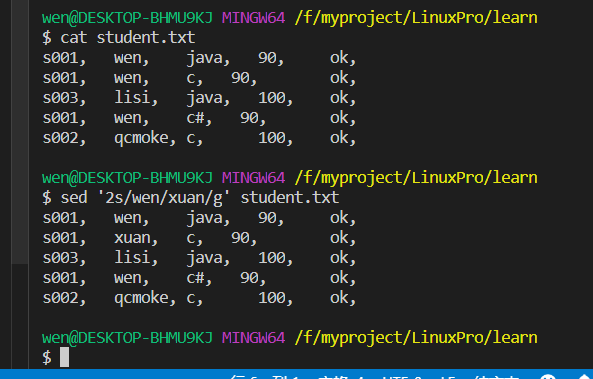 wen@DESKTOP-BHMU9KJ MINGW64 /f/myproject/LinuxPro/learn
$ cat student.txt
s001,   wen,    java,   90,     ok,
s001,   wen,    c,   90,        ok,
s003,   lisi,   java,   100,    ok,
s001,   wen,    c#,   90,       ok,
s002,   qcmoke, c,      100,    ok,
wen@DESKTOP-BHMU9KJ MINGW64 /f/myproject/LinuxPro/learn
$ sed '2s/wen/xuan/g' student.txt
s001,   wen,    java,   90,     ok,
s001,   xuan,   c,   90,        ok,
s003,   lisi,   java,   100,    ok,
s001,   wen,    c#,   90,       ok,
s002,   qcmoke, c,      100,    ok,
wen@DESKTOP-BHMU9KJ MINGW64 /f/myproject/LinuxPro/learn
$